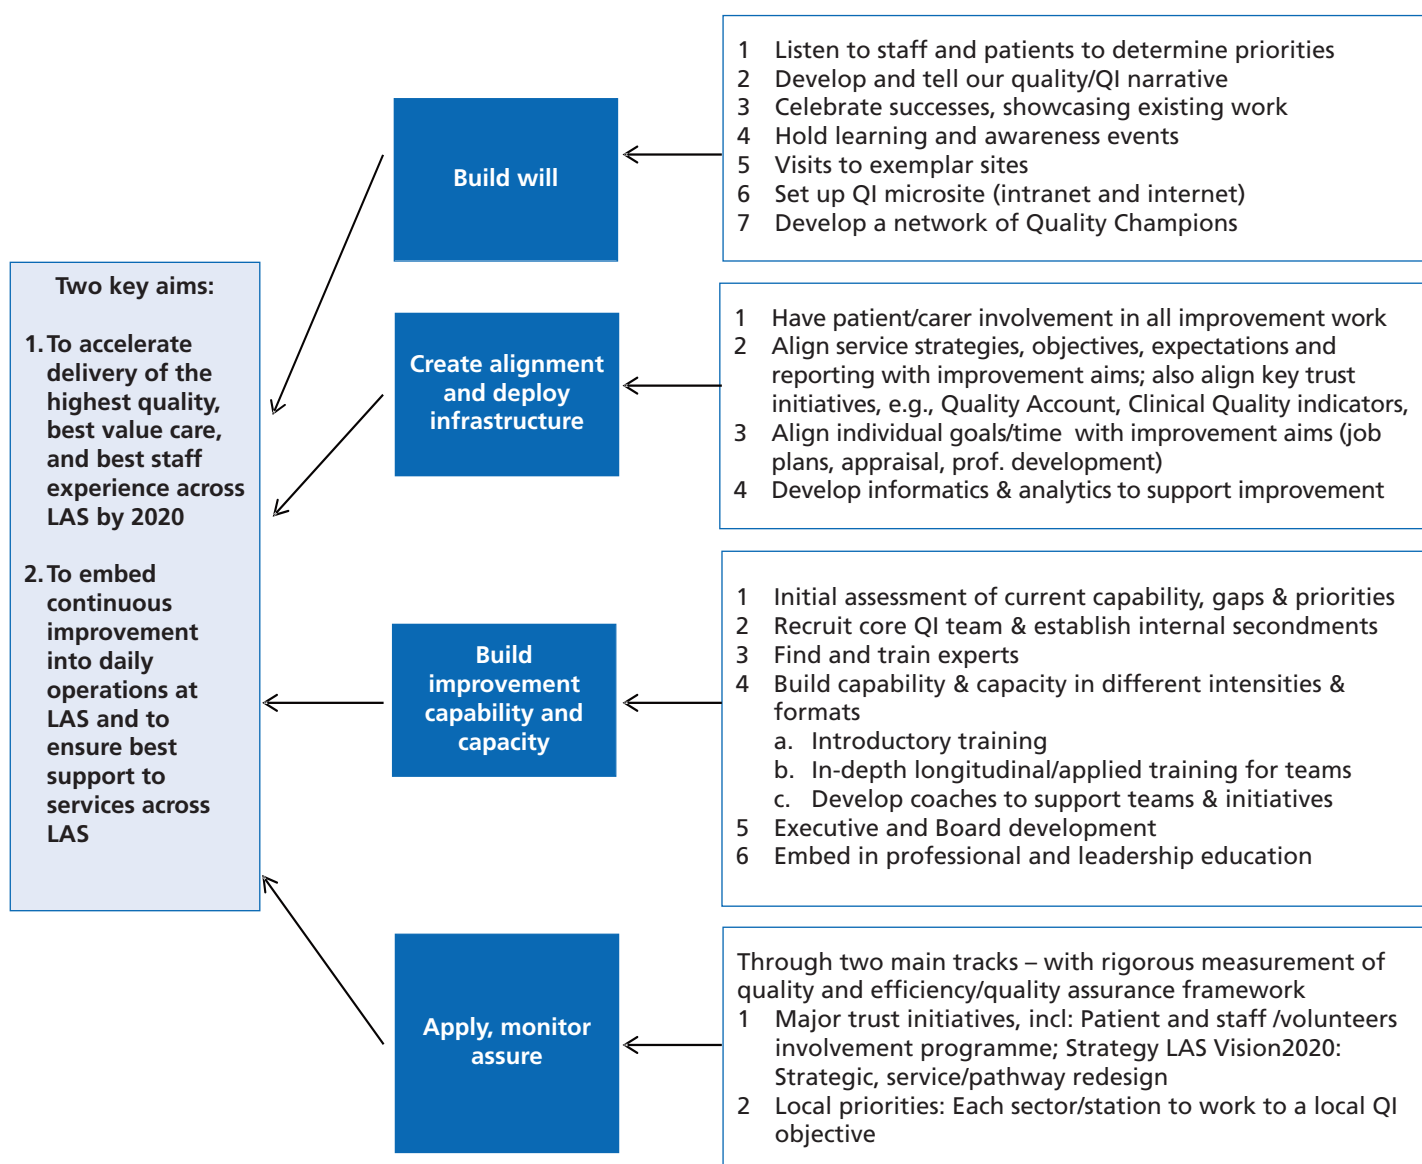 Two key aims:
1. To accelerate
delivery of the
highest quality,
best value care,
and best staff
experience across
LAS by 2020
2. To embed
continuous
improvement
into daily
operations at
LAS and to
ensure best
support to
services across
LAS
Build will
1 Listen to staff and patients to determine priorities
2 Develop and tell our quality/QI narrative
3 Celebrate successes, showcasing existing work
4 Hold learning and awareness events
5 Visits to exemplar sites
6 Set up QI microsite (intranet and internet)
7 Develop a network of Quality Champions
Create alignment
and deploy
infrastructure
1 Have patient/carer involvement in all improvement work
2 Align service strategies, objectives, expectations and
reporting with improvement aims; also align key trust
initiatives, e.g., Quality Account, Clinical Quality indicators,
3 Align individual goals/time with improvement aims (job
plans, appraisal, prof. development)
4 Develop informatics & analytics to support improvement
Build
improvement
capability and
capacity
1 Initial assessment of current capability, gaps & priorities
2 Recruit core QI team & establish internal secondments
3 Find and train experts
4 Build capability & capacity in different intensities &
formats
a. Introductory training
b. In-depth longitudinal/applied training for teams
c. Develop coaches to support teams & initiatives
5 Executive and Board development
6 Embed in professional and leadership education
Apply, monitor
assure
Through two main tracks – with rigorous measurement of
quality and efficiency/quality assurance framework
1 Major trust initiatives, incl: Patient and staff /volunteers
involvement programme; Strategy LAS Vision2020:
Strategic, service/pathway redesign
2 Local priorities: Each sector/station to work to a local QI
objective